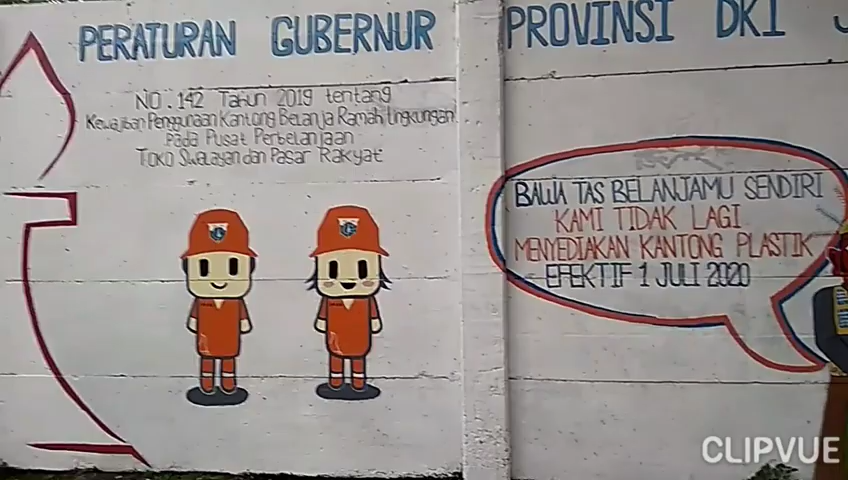 PERATURAN GUBERNUR PROVINSI DKI
NO. 142 Tahun 2019 tentang
Kewajiban Penggunaan Kantong Belanja Ramah Lingkungan
Pada Pusat Perbelanjaan
Toko Swalayan dan Pasar Rakyat
BAWA TAS BELANJAMU SENDIRI
KAMI TIDAK LAGI
MENYEDIAKAN KANTONG PLASTIK
EFEKTIF 1 JULI 2020
CLIPVUE